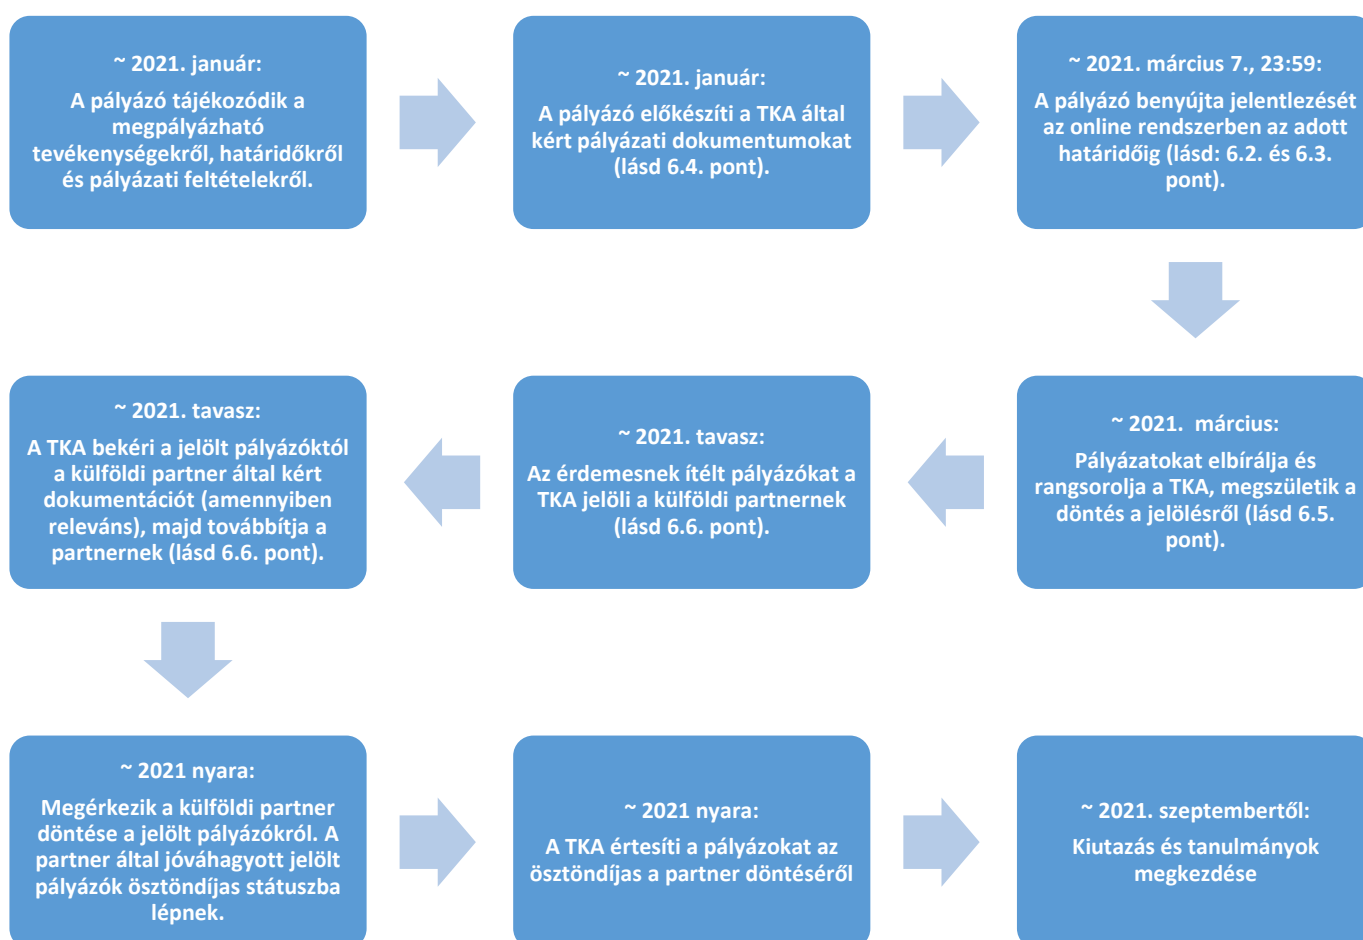 ~ 2021. január:
A pályázó tájékozódik a
megpályázható
tevékenységekről, határidőkről
és pályázati feltételekről.
~ 2021. január:
A pályázó előkészíti a TKA által
kért pályázati dokumentumokat
(lásd 6.4. pont).
~ 2021. március 7., 23:59:
A pályázó benyújta jelentlezését
az online rendszerben az adott
határidőig (lásd: 6.2. és 6.3.
pont).
~ 2021.  március:
Pályázatokat elbírálja és
rangsorolja a TKA, megszületik a
döntés a jelölésről (lásd 6.5.
pont).
~ 2021. tavasz:
Az érdemesnek ítélt pályázókat a
TKA jelöli a külföldi partnernek
(lásd 6.6. pont).
~ 2021. tavasz:
A TKA bekéri a jelölt pályázóktól
a külföldi partner által kért
dokumentációt (amennyiben
releváns), majd továbbítja a
partnernek (lásd 6.6. pont).
~ 2021 nyara:
Megérkezik a külföldi partner
döntése a jelölt pályázókról. A
partner által jóváhagyott jelölt
pályázók ösztöndíjas státuszba
lépnek.
~ 2021 nyara:
A TKA értesíti a pályázokat az
ösztöndíjas a partner döntéséről
~ 2021. szeptembertől:
Kiutazás és tanulmányok
megkezdése